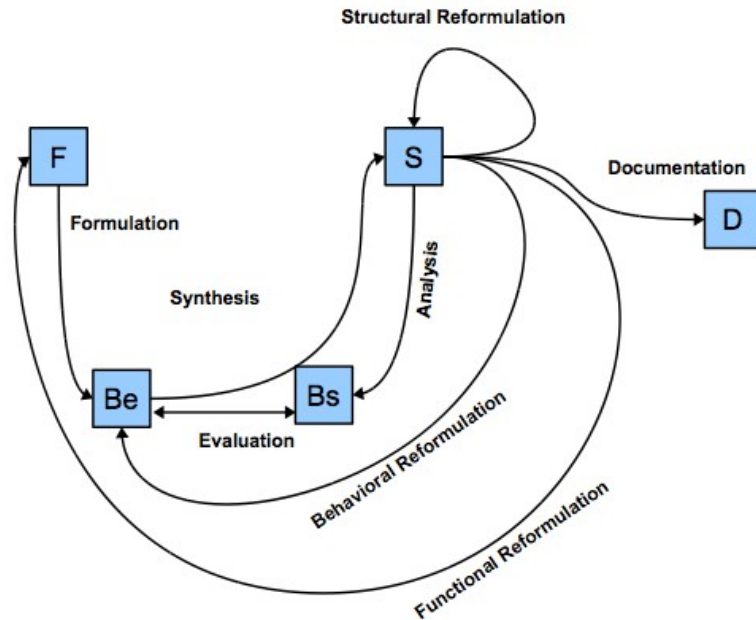 Structural Reformulation
F
S
Documentation
D
Formulation
Synthesis
Analysis
Be
Bs
Evaluation
Behavioral Reformulation
Functional Reformulation